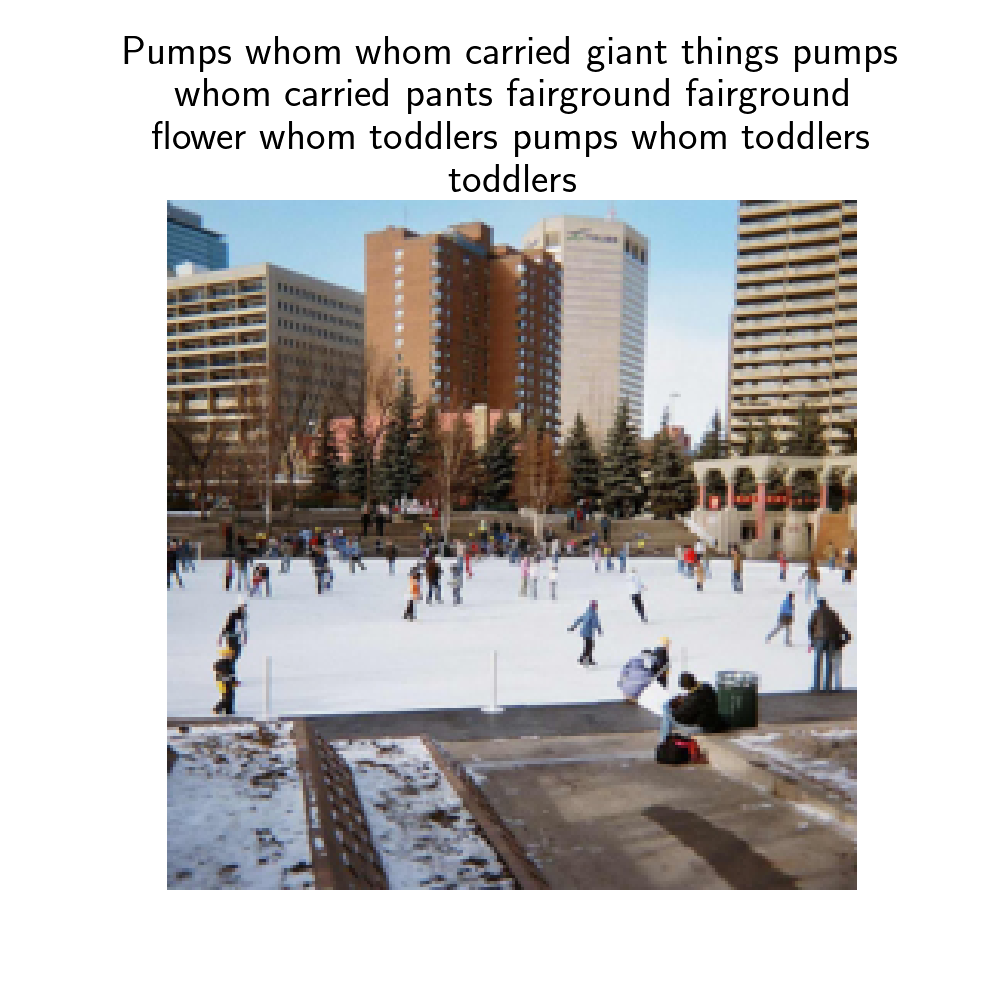 Pumps whom whom carried giant things pumps
whom carried pants fairground fairground
flower whom toddlers pumps whom toddlers
toddlers